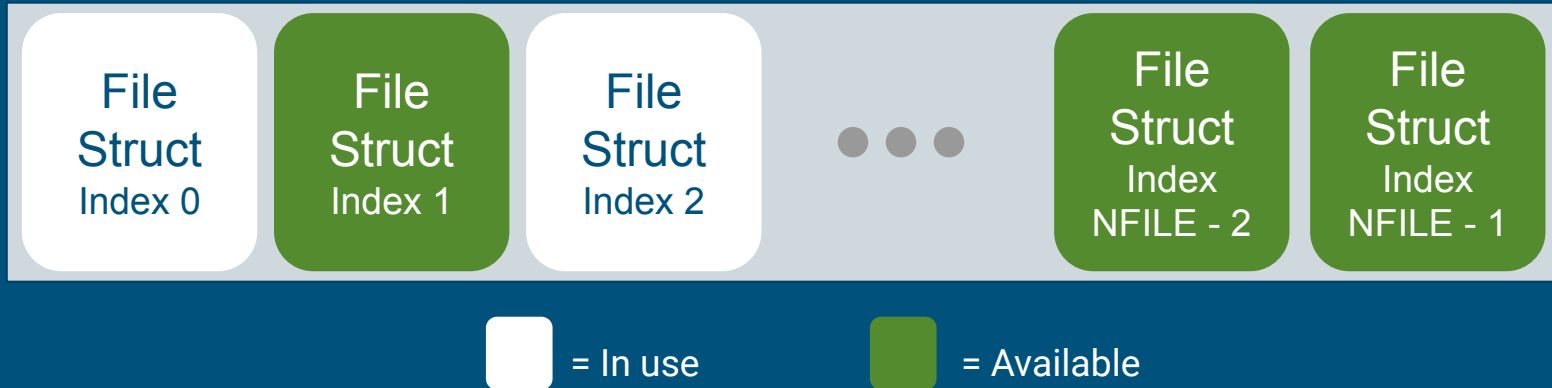 File
Struct
Index 0
File
Struct
Index 1
File
Struct
Index 2
File
Struct
Index
NFILE - 2
File
Struct
Index
NFILE - 1
= In use
= Available